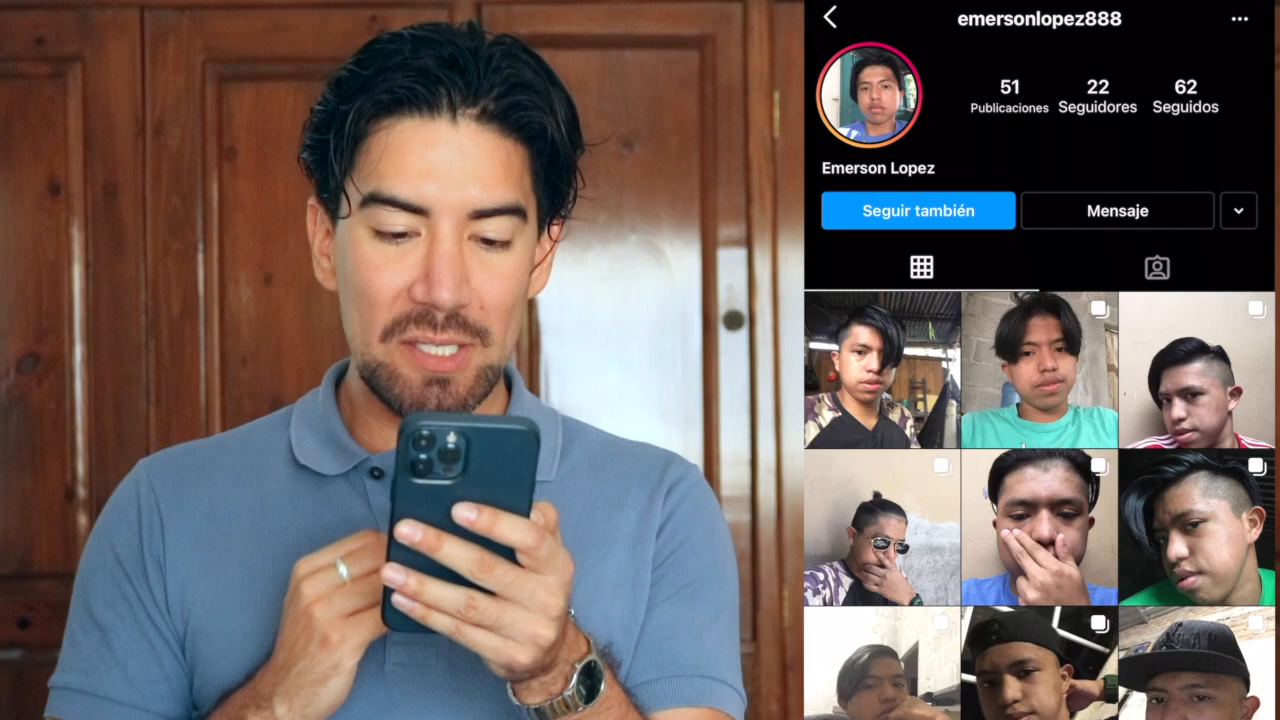 emersonlopez888
51 22 62
Publicaciones Seguidores Seguidos
Emerson Lopez
Seguir también Mensaje